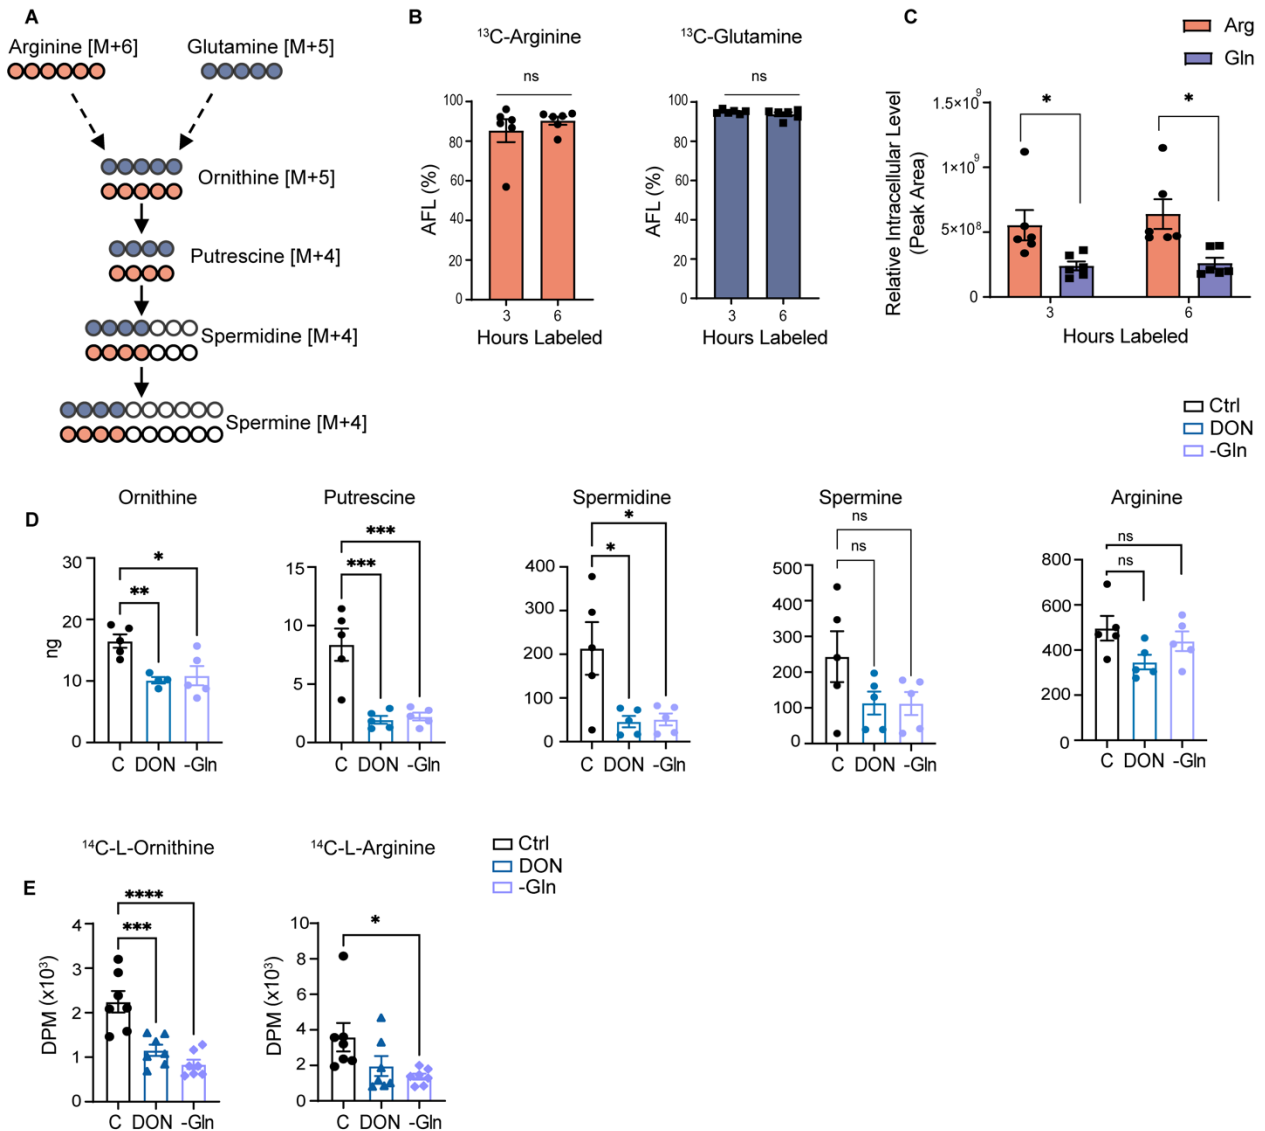 A
Arginine [M+6]
Glutamine [M+5]
Ornithine [M+5]
Putrescine [M+4]
Spermidine [M+4]
Spermine [M+4]
B
¹³C-Arginine
ns
AFL (%)
100
80
60
40
20
0
3 6
Hours Labeled
¹³C-Glutamine
ns
AFL (%)
100
80
60
40
20
0
3 6
Hours Labeled
C
Arg
Gln
Relative Intracellular Level
(Peak Area)
1.5×10⁹
1×10⁹
5×10⁸
0
* *
3 6
Hours Labeled
Ctrl
DON
-Gln
D
Ornithine
*
**
ng
30
20
10
0
C DON -Gln
Putrescine
***
***
15
10
5
0
C DON -Gln
Spermidine
*
*
400
300
200
100
0
C DON -Gln
Spermine
ns
ns
500
400
300
200
100
0
C DON -Gln
Arginine
ns
ns
800
600
400
200
0
C DON -Gln
E
¹⁴C-L-Ornithine
****
***
DPM (x10³)
4
3
2
1
0
C DON -Gln
¹⁴C-L-Arginine
*
DPM (x10³)
10
8
6
4
2
0
C DON -Gln
Ctrl
DON
-Gln